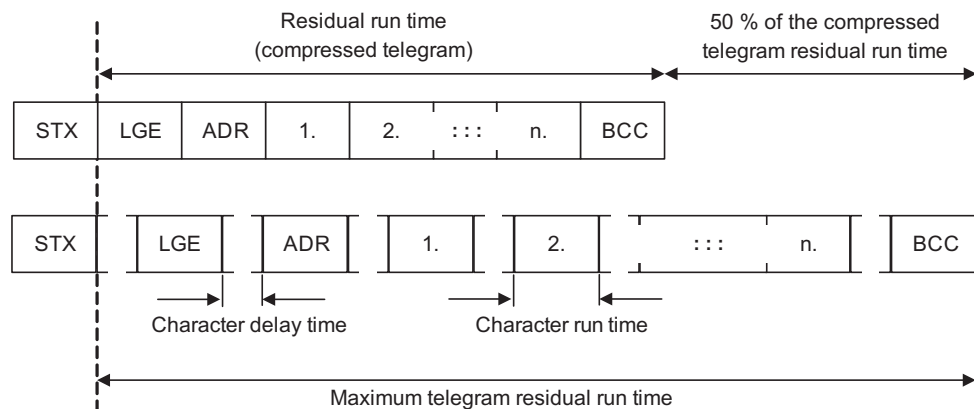 Residual run time
(compressed telegram)
50 % of the compressed
telegram residual run time
STX LGE ADR 1. 2. : : : n. BCC
STX LGE ADR 1. 2. : : : n. BCC
Character delay time Character run time
Maximum telegram residual run time